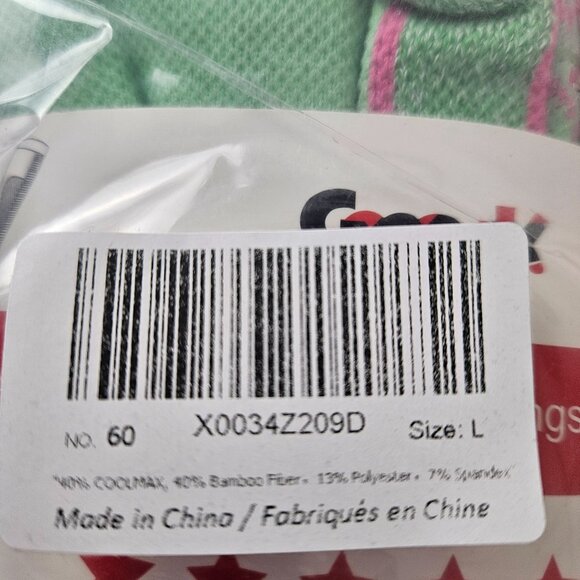 ngs
NO. 60 X0034Z209D Size: L
"40% COOLMAX, 40% Bamboo Fiber, 13% Polyester, 7% Spandex"
Made in China / Fabriqués en Chine